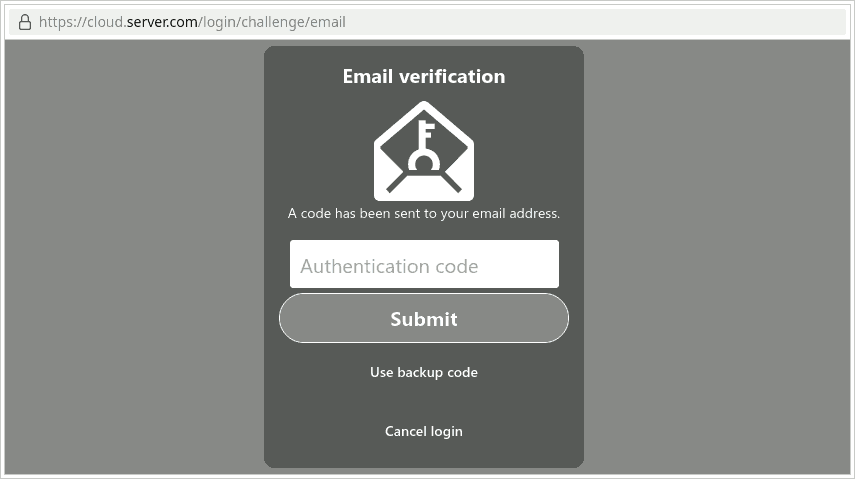 https://cloud.server.com/login/challenge/email
Email verification
A code has been sent to your email address.
Authentication code
Submit
Use backup code
Cancel login